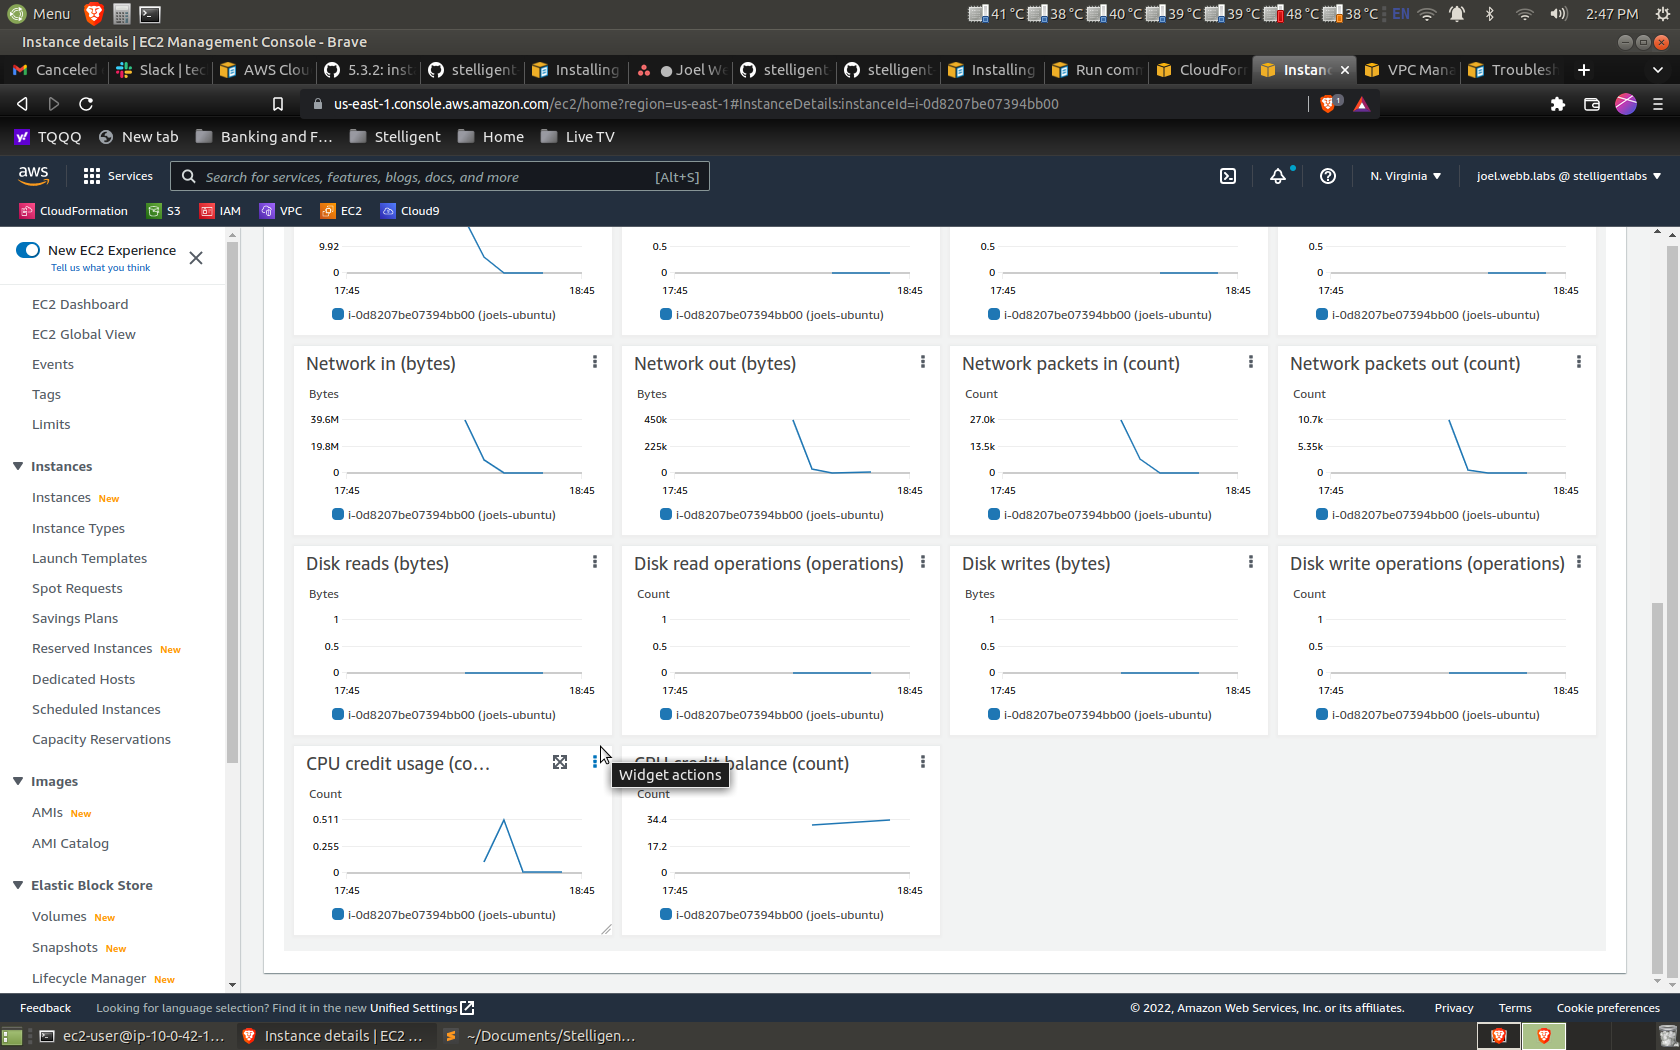 Menu
41 °C 38 °C 40 °C 39 °C 39 °C 48 °C 38 °C EN 2:47 PM
Instance details | EC2 Management Console - Brave
Canceled Slack | tec AWS Clou 5.3.2: inst stelligent Installing Joel We stelligent stelligent Installing Run comm CloudFor Instanc VPC Mana Troublesh
us-east-1.console.aws.amazon.com/ec2/home?region=us-east-1#InstanceDetails:instanceId=i-0d8207be07394bb00 1
TQQQ New tab Banking and F... Stelligent Home Live TV
aws Services Search for services, features, blogs, docs, and more [Alt+S] N. Virginia joel.webb.labs @ stelligentlabs
CloudFormation S3 IAM VPC EC2 Cloud9
New EC2 Experience
Tell us what you think
EC2 Dashboard
EC2 Global View
Events
Tags
Limits
Instances
Instances New
Instance Types
Launch Templates
Spot Requests
Savings Plans
Reserved Instances New
Dedicated Hosts
Scheduled Instances
Capacity Reservations
Images
AMIs New
AMI Catalog
Elastic Block Store
Volumes New
Snapshots New
Lifecycle Manager New
9.92 0.5 0.5 0.5
0 0 0 0
17:45 18:45 17:45 18:45 17:45 18:45 17:45 18:45
i-0d8207be07394bb00 (joels-ubuntu) i-0d8207be07394bb00 (joels-ubuntu) i-0d8207be07394bb00 (joels-ubuntu) i-0d8207be07394bb00 (joels-ubuntu)
Network in (bytes) Network out (bytes) Network packets in (count) Network packets out (count)
Bytes Bytes Count Count
39.6M 450k 27.0k 10.7k
19.8M 225k 13.5k 5.35k
0 0 0 0
17:45 18:45 17:45 18:45 17:45 18:45 17:45 18:45
i-0d8207be07394bb00 (joels-ubuntu) i-0d8207be07394bb00 (joels-ubuntu) i-0d8207be07394bb00 (joels-ubuntu) i-0d8207be07394bb00 (joels-ubuntu)
Disk reads (bytes) Disk read operations (operations) Disk writes (bytes) Disk write operations (operations)
Bytes Count Bytes Count
1 1 1 1
0.5 0.5 0.5 0.5
0 0 0 0
17:45 18:45 17:45 18:45 17:45 18:45 17:45 18:45
i-0d8207be07394bb00 (joels-ubuntu) i-0d8207be07394bb00 (joels-ubuntu) i-0d8207be07394bb00 (joels-ubuntu) i-0d8207be07394bb00 (joels-ubuntu)
CPU credit usage (co... balance (count)
Widget actions
Count Count
0.511 34.4
0.255 17.2
0 0
17:45 18:45 17:45 18:45
i-0d8207be07394bb00 (joels-ubuntu) i-0d8207be07394bb00 (joels-ubuntu)
Feedback Looking for language selection? Find it in the new Unified Settings © 2022, Amazon Web Services, Inc. or its affiliates. Privacy Terms Cookie preferences
ec2-user@ip-10-0-42-1... Instance details | EC2 ... ~/Documents/Stelligen...